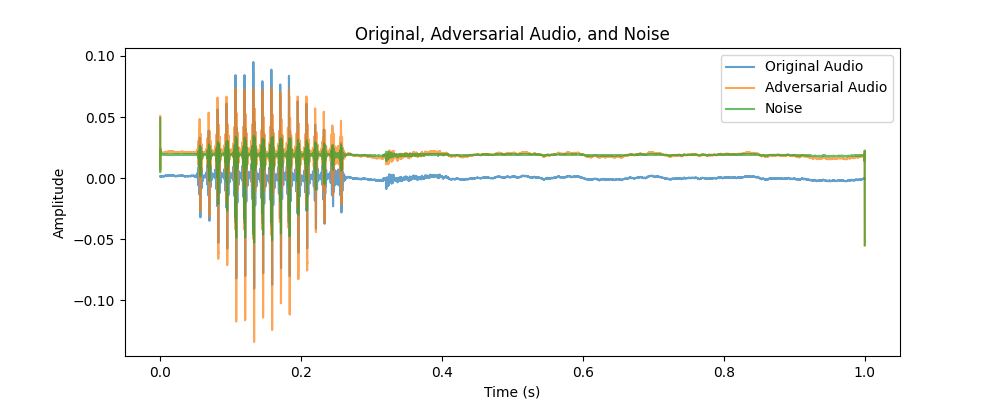 Original, Adversarial Audio, and Noise
Original Audio
Adversarial Audio
Noise
0.10
0.05
0.00
−0.05
−0.10
Amplitude
0.0
0.2
0.4
0.6
0.8
1.0
Time (s)